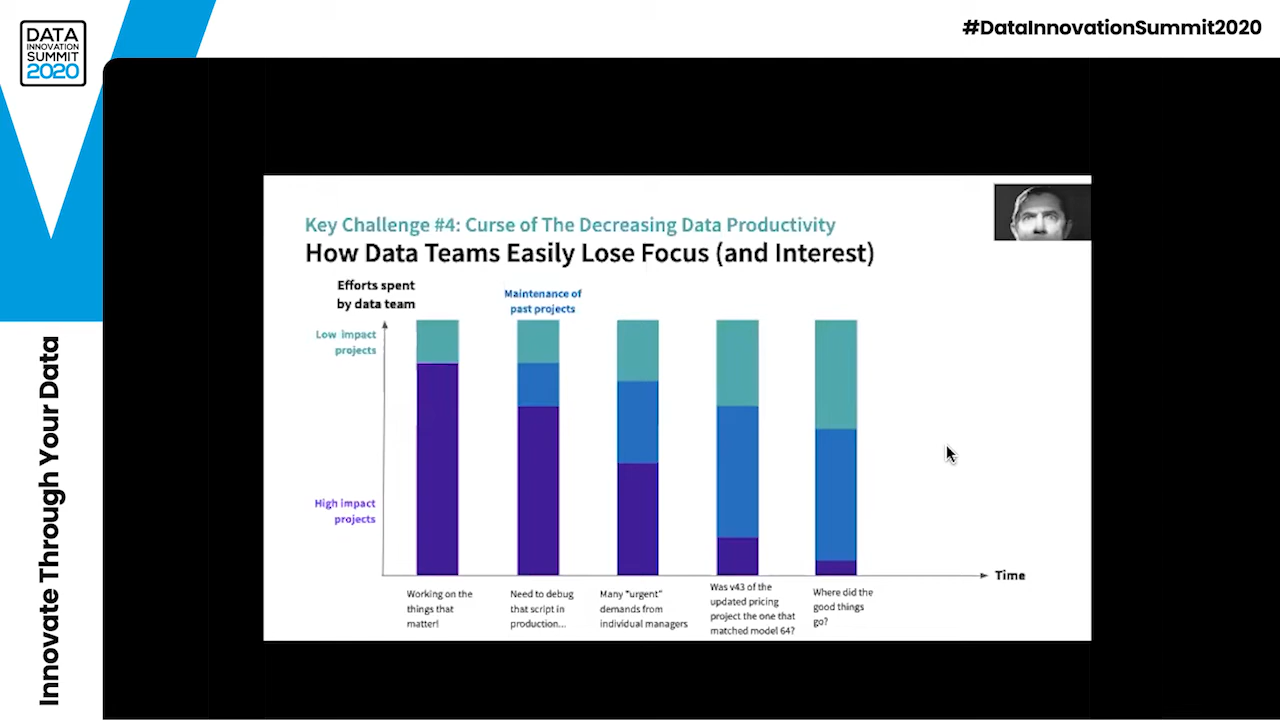 DATA
INNOVATION
SUMMIT
2020
#DataInnovationSummit2020
Innovate Through Your Data
Key Challenge #4: Curse of The Decreasing Data Productivity
How Data Teams Easily Lose Focus (and Interest)
Efforts spent
by data team
Maintenance of
past projects
Low impact
projects
High impact
projects
Time
Working on the
things that
matter!
Need to debug
that script in
production...
Many "urgent"
demands from
individual managers
Was v43 of the
updated pricing
project the one that
matched model 64?
Where did the
good things
go?